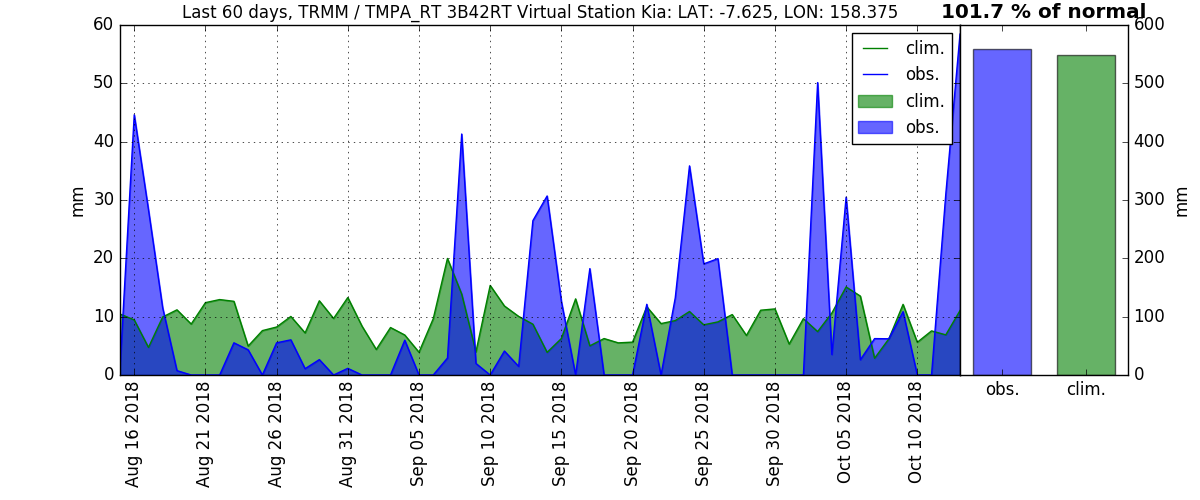 Last 60 days, TRMM / TMPA_RT 3B42RT Virtual Station Kia: LAT: -7.625, LON: 158.375
101.7 % of normal
60
50
40
30
20
10
0
mm
clim.
obs.
clim.
obs.
600
500
400
300
200
100
0
mm
obs.
clim.
Aug 16 2018
Aug 21 2018
Aug 26 2018
Aug 31 2018
Sep 05 2018
Sep 10 2018
Sep 15 2018
Sep 20 2018
Sep 25 2018
Sep 30 2018
Oct 05 2018
Oct 10 2018